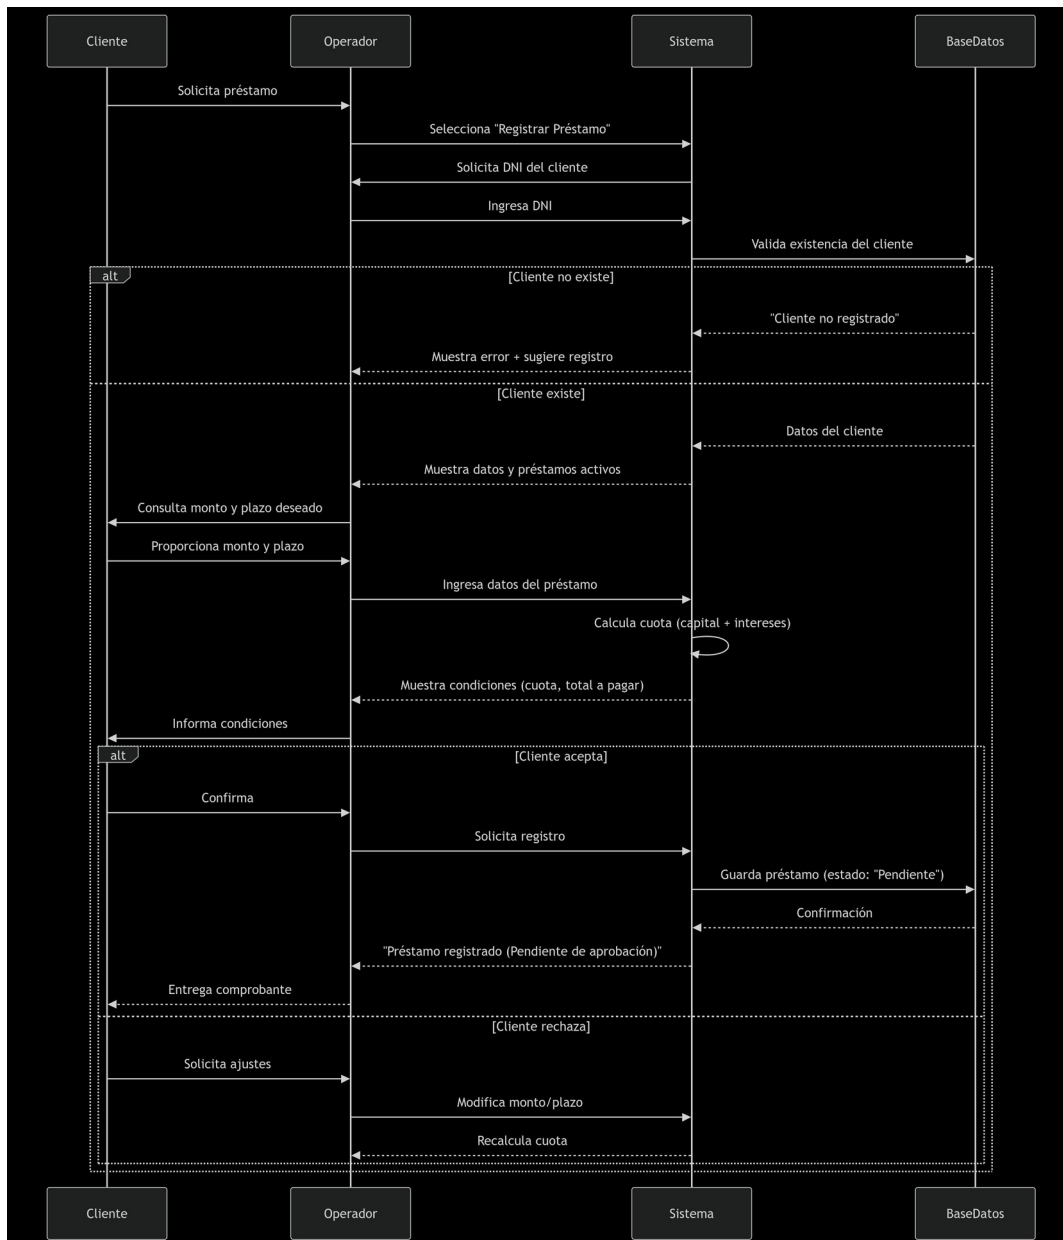 Cliente
Operador
Sistema
BaseDatos
Solicita préstamo
Selecciona "Registrar Préstamo"
Solicita DNI del cliente
Ingresa DNI
Valida existencia del cliente
alt
[Cliente no existe]
"Cliente no registrado"
Muestra error + sugiere registro
[Cliente existe]
Datos del cliente
Muestra datos y préstamos activos
Consulta monto y plazo deseado
Proporciona monto y plazo
Ingresa datos del préstamo
Calcula cuota (capital + intereses)
Muestra condiciones (cuota, total a pagar)
Informa condiciones
alt
[Cliente acepta]
Confirma
Solicita registro
Guarda préstamo (estado: "Pendiente")
Confirmación
"Préstamo registrado (Pendiente de aprobación)"
Entrega comprobante
[Cliente rechaza]
Solicita ajustes
Modifica monto/plazo
Recalcula cuota
Cliente
Operador
Sistema
BaseDatos